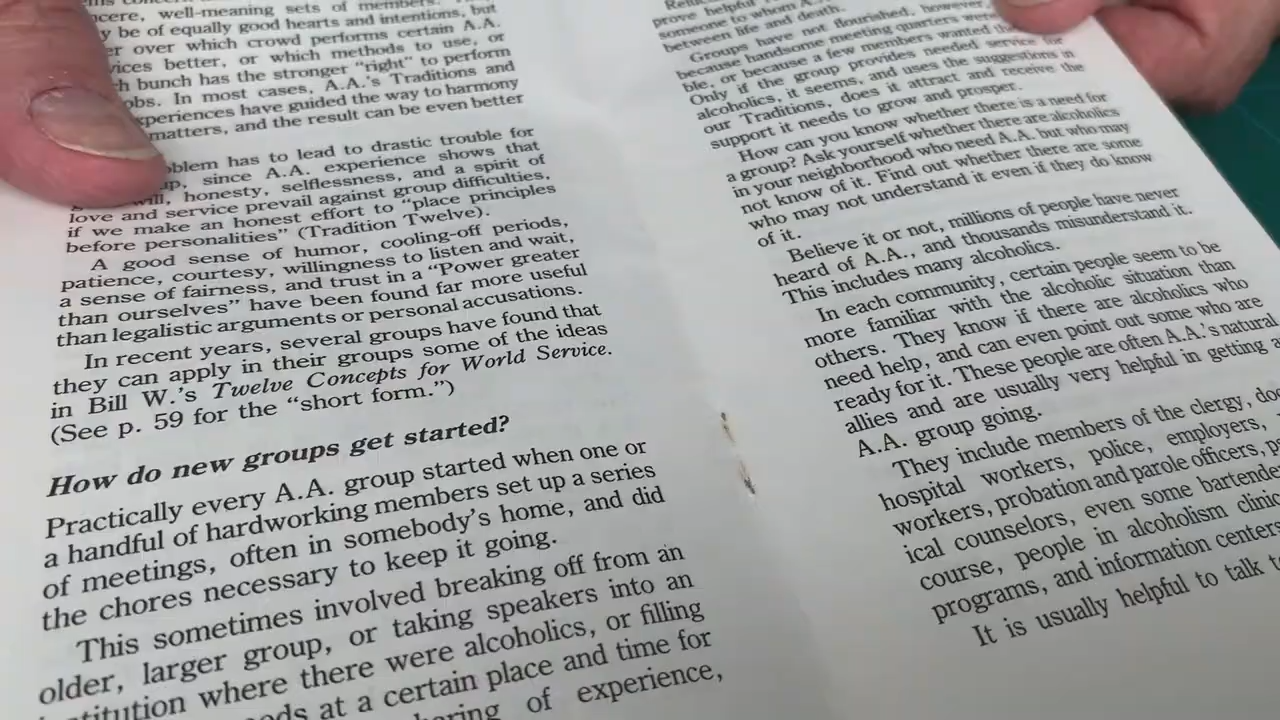 ncere, well-meaning sets of members.
y be of equally good hearts and intentions, but
er over which crowd performs certain A.A.
ices better, or which methods to use, or
h bunch has the stronger "right" to perform
obs. In most cases, A.A.'s Traditions and
xperiences have guided the way to harmony
matters, and the result can be even better
oblem has to lead to drastic trouble for
up, since A.A. experience shows that
will, honesty, selflessness, and a spirit of
love and service prevail against group difficulties,
if we make an honest effort to “place principles
before personalities” (Tradition Twelve).
A good sense of humor, cooling-off periods,
patience, courtesy, willingness to listen and wait,
a sense of fairness, and trust in a “Power greater
than ourselves” have been found far more useful
than legalistic arguments or personal accusations.
In recent years, several groups have found that
they can apply in their groups some of the ideas
in Bill W.’s Twelve Concepts for World Service.
(See p. 59 for the “short form.”)
How do new groups get started?
Practically every A.A. group started when one or
a handful of hardworking members set up a series
of meetings, often in somebody’s home, and did
the chores necessary to keep it going.
This sometimes involved breaking off from an
older, larger group, or taking speakers into an
stitution where there were alcoholics, or filling
ds at a certain place and time for
haring of experience,
prove helpful
someone to whom A.A.
between life and death.
Groups have not flourished, however,
because handsome meeting quarters were
ble, or because a few members wanted
Only if the group provides needed service for
alcoholics, it seems, and uses the suggestions in
our Traditions, does it attract and receive the
support it needs to grow and prosper.
How can you know whether there is a need for
a group? Ask yourself whether there are alcoholics
in your neighborhood who need A.A. but who may
not know of it. Find out whether there are some
who may not understand it even if they do know
of it.
Believe it or not, millions of people have never
heard of A.A., and thousands misunderstand it.
This includes many alcoholics.
In each community, certain people seem to be
more familiar with the alcoholic situation than
others. They know if there are alcoholics who
need help, and can even point out some who are
ready for it. These people are often A.A.’s natural
allies and are usually very helpful in getting a
A.A. group going.
They include members of the clergy, doc
hospital workers, police, employers,
workers, probation and parole officers, p
ical counselors, even some bartende
course, people in alcoholism clinic
programs, and information centers
It is usually helpful to talk t